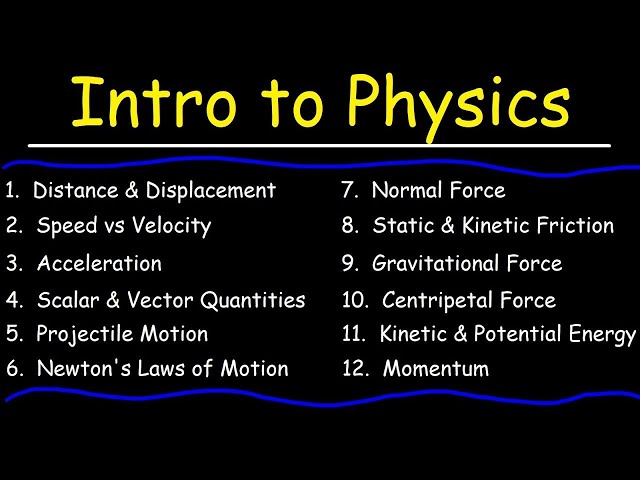 Intro to Physics
1. Distance & Displacement
2. Speed vs Velocity
3. Acceleration
4. Scalar & Vector Quantities
5. Projectile Motion
6. Newton's Laws of Motion
7. Normal Force
8. Static & Kinetic Friction
9. Gravitational Force
10. Centripetal Force
11. Kinetic & Potential Energy
12. Momentum